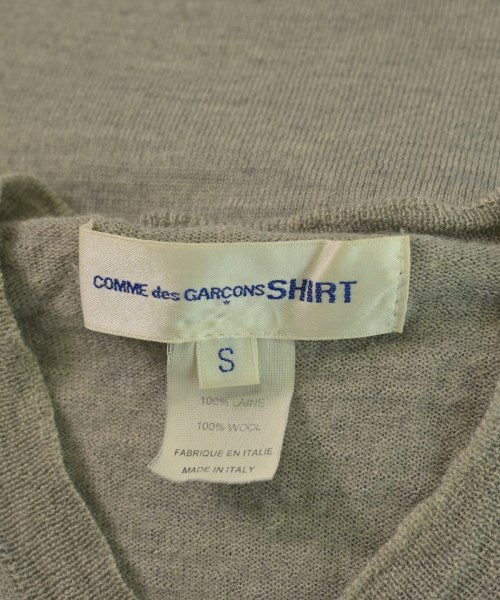 COMME des GARÇONS SHIRT
S
100% LAINE
100% WOOL
FABRIQUE EN ITALIE
MADE IN ITALY